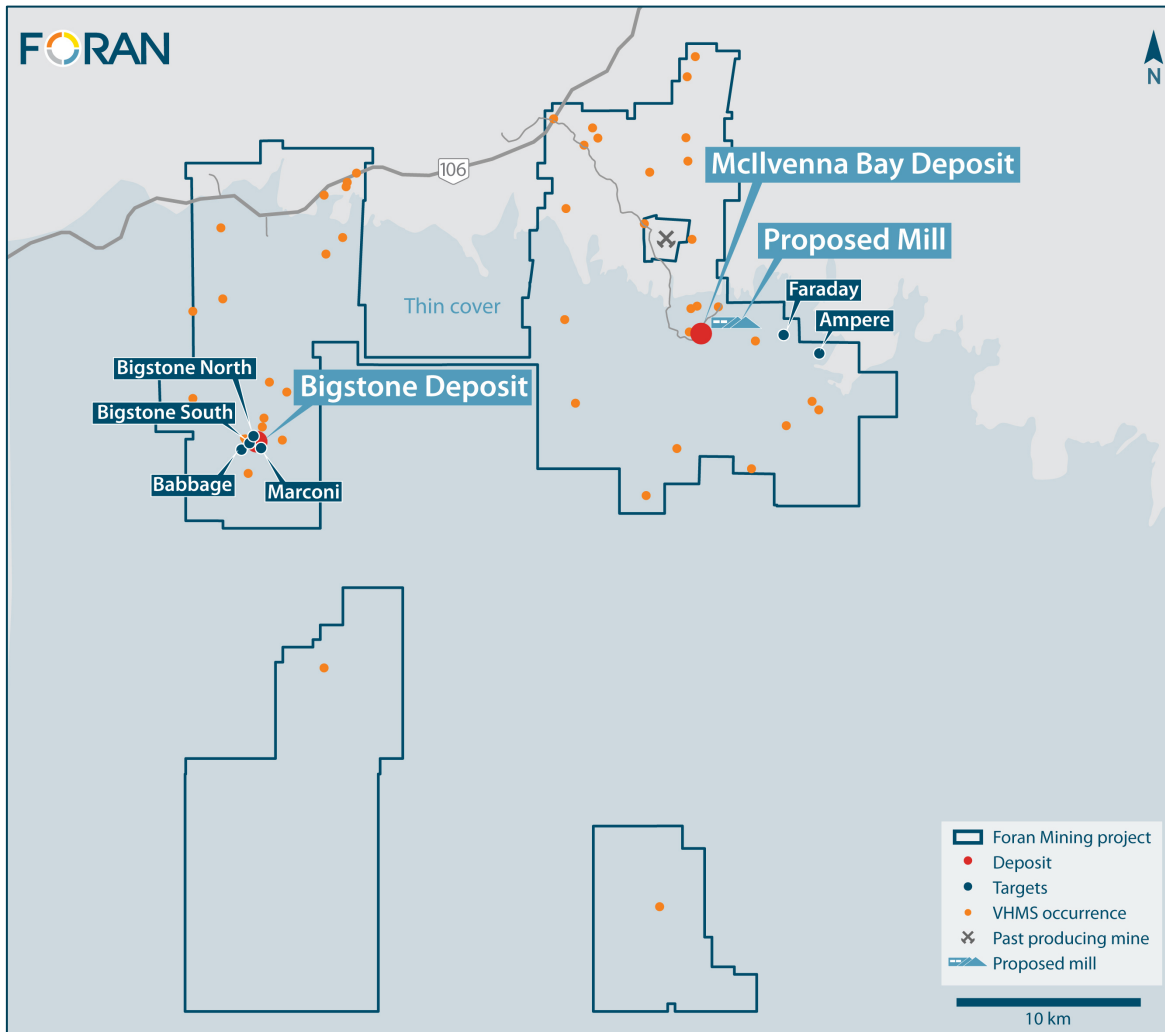 FORAN
N
106
McIlvenna Bay Deposit
Proposed Mill
Faraday
Thin cover
Ampere
Bigstone North
Bigstone Deposit
Bigstone South
Babbage
Marconi
Foran Mining project
Deposit
Targets
VHMS occurrence
Past producing mine
Proposed mill
10 km